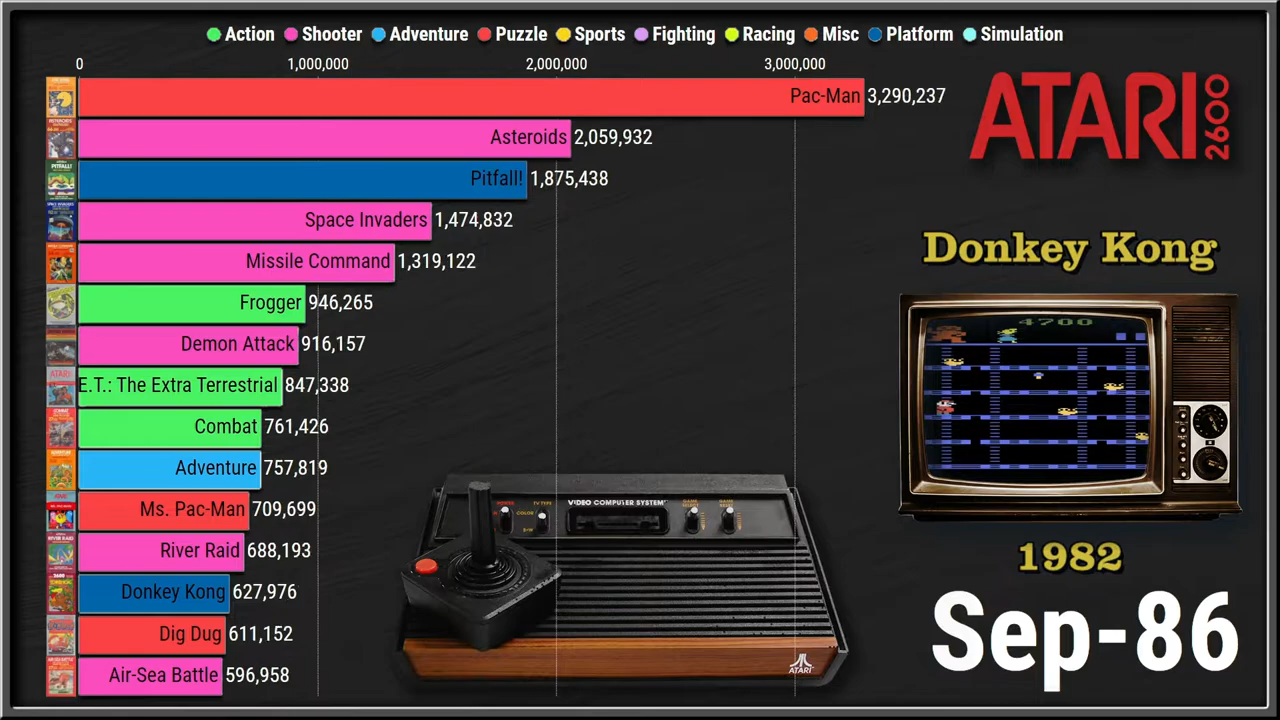 Action Shooter Adventure Puzzle Sports Fighting Racing Misc Platform Simulation
0 1,000,000 2,000,000 3,000,000
Pac-Man 3,290,237
Asteroids 2,059,932
Pitfall! 1,875,438
Space Invaders 1,474,832
Missile Command 1,319,122
Frogger 946,265
Demon Attack 916,157
E.T.: The Extra Terrestrial 847,338
Combat 761,426
Adventure 757,819
Ms. Pac-Man 709,699
River Raid 688,193
Donkey Kong 627,976
Dig Dug 611,152
Air-Sea Battle 596,958
ATARI 2600
Donkey Kong
4700
1982
Sep-86
VIDEO COMPUTER SYSTEM
TV TYPE
COLOR
ATARI